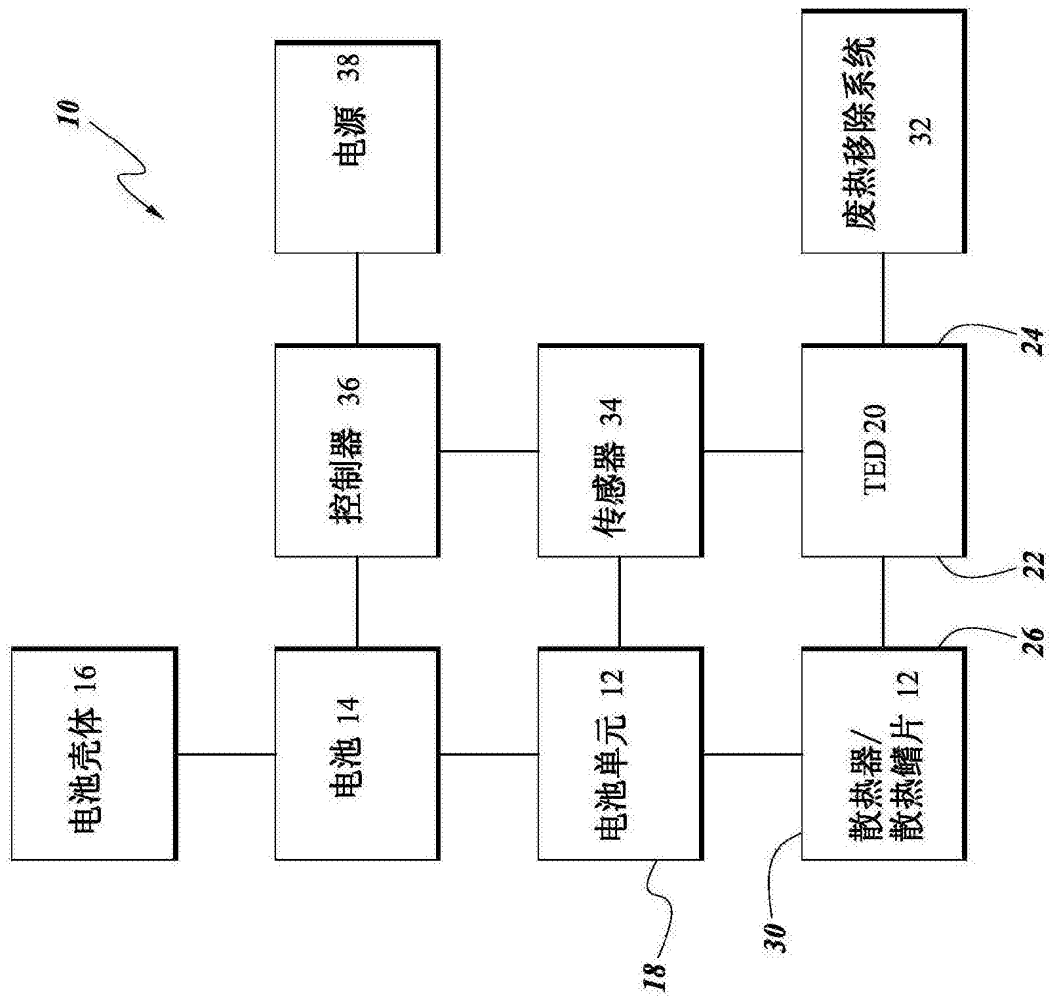 10
电池壳体 16
电池 14
控制器 36
电源 38
电池单元 12
传感器 34
18
30
散热器/
散热鳍片 12
TED 20
废热移除系统
32
26
22
24